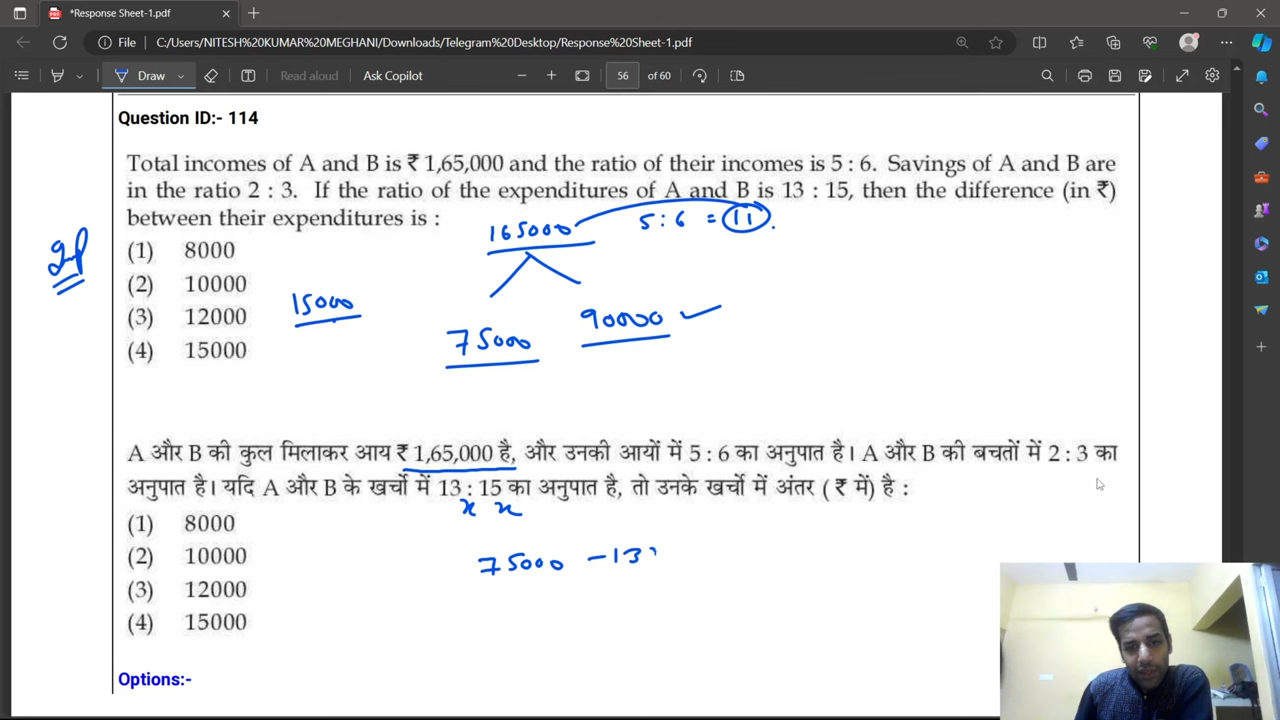 *Response Sheet-1.pdf
File C:/Users/NITESH%20KUMAR%20MEGHANI/Downloads/Telegram%20Desktop/Response%20Sheet-1.pdf
Draw Read aloud Ask Copilot 56 of 60
Question ID:- 114
Total incomes of A and B is ₹ 1,65,000 and the ratio of their incomes is 5 : 6. Savings of A and B are
in the ratio 2 : 3. If the ratio of the expenditures of A and B is 13 : 15, then the difference (in ₹)
between their expenditures is :
165000 5:6 = 11.
(1) 8000
(2) 10000
(3) 12000
(4) 15000
15000
75000 90000
A और B की कुल मिलाकर आय ₹ 1,65,000 है, और उनकी आयों में 5 : 6 का अनुपात है। A और B की बचतों में 2 : 3 का
अनुपात है। यदि A और B के खर्चो में 13 : 15 का अनुपात है, तो उनके खर्चो में अंतर ( ₹ में) है :
x x
(1) 8000
(2) 10000
(3) 12000
(4) 15000
75000 -13
Options:-